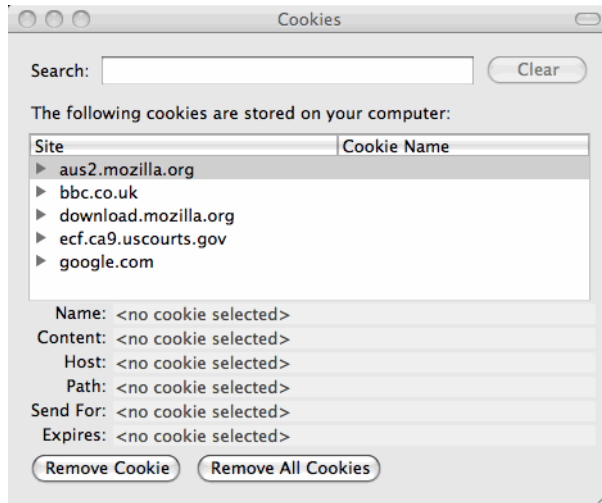 Cookies
Search: Clear
The following cookies are stored on your computer:
Site Cookie Name
aus2.mozilla.org
bbc.co.uk
download.mozilla.org
ecf.ca9.uscourts.gov
google.com
Name: <no cookie selected>
Content: <no cookie selected>
Host: <no cookie selected>
Path: <no cookie selected>
Send For: <no cookie selected>
Expires: <no cookie selected>
Remove Cookie Remove All Cookies